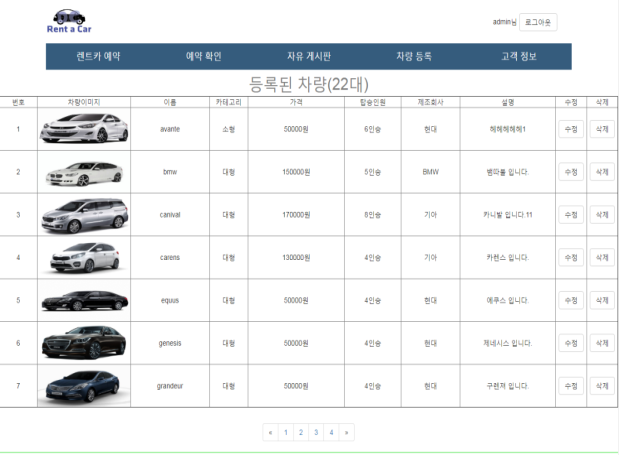 Rent a Car
admin님 로그아웃
렌트카 예약 예약 확인 자유 게시판 차량 등록 고객 정보
등록된 차량(22대)
번호 차량이미지 이름 카테고리 가격 탑승인원 제조회사 설명 수정 삭제
1 avante 소형 50000원 6인승 현대 헤헤헤헤헤1 수정 삭제
2 bmw 대형 150000원 5인승 BMW 범따블 입니다. 수정 삭제
3 canival 대형 170000원 8인승 기아 카니발 입니다.11 수정 삭제
4 carens 대형 130000원 4인승 기아 카렌스 입니다. 수정 삭제
5 equus 대형 50000원 4인승 현대 에쿠스 입니다. 수정 삭제
6 genesis 대형 50000원 4인승 현대 제네시스 입니다. 수정 삭제
7 grandeur 대형 50000원 4인승 현대 구렌져 입니다. 수정 삭제
« 1 2 3 4 »